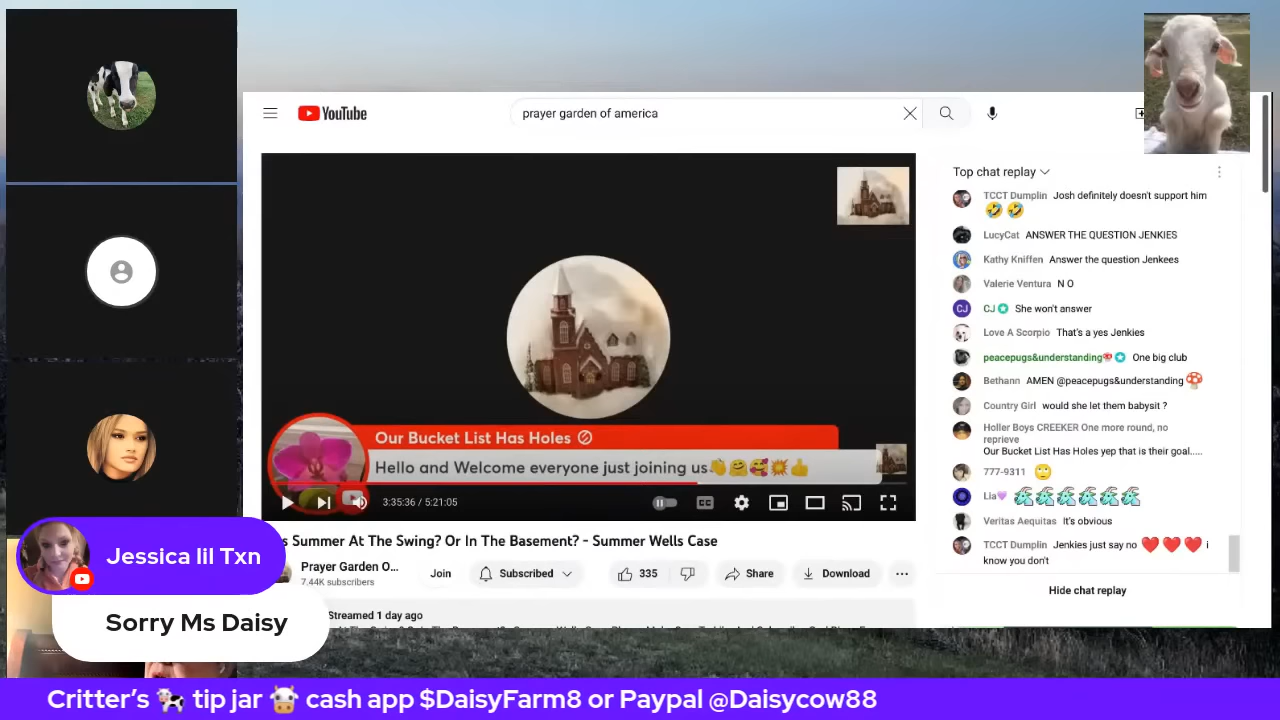 YouTube
prayer garden of america
Top chat replay
TCCT Dumplin Josh definitely doesn't support him 🤣🤣
LucyCat ANSWER THE QUESTION JENKIES
Kathy Kniffen Answer the question Jenkees
Valerie Ventura N O
CJ CJ She won't answer
Love A Scorpio That's a yes Jenkies
peacepugs&understanding🍄 One big club
Bethann AMEN @peacepugs&understanding 🍄
Country Girl would she let them babysit ?
Holler Boys CREEKER One more round, no
reprieve
Our Bucket List Has Holes yep that is their goal.....
777-9311 🙄
Lia💜
Veritas Aequitas It's obvious
TCCT Dumplin Jenkies just say no ❤️❤️❤️ i
know you don't
Hide chat replay
Our Bucket List Has Holes
Hello and Welcome everyone just joining us👋🤗🥰💥👍
3:35:36 / 5:21:05
CC
Summer At The Swing? Or In The Basement? - Summer Wells Case
Prayer Garden O...
7.44K subscribers
Join
Subscribed
335
Share
Download
Streamed 1 day ago
Jessica lil Txn
Sorry Ms Daisy
Critter's 🐄 tip jar 🐮 cash app $DaisyFarm8 or Paypal @Daisycow88